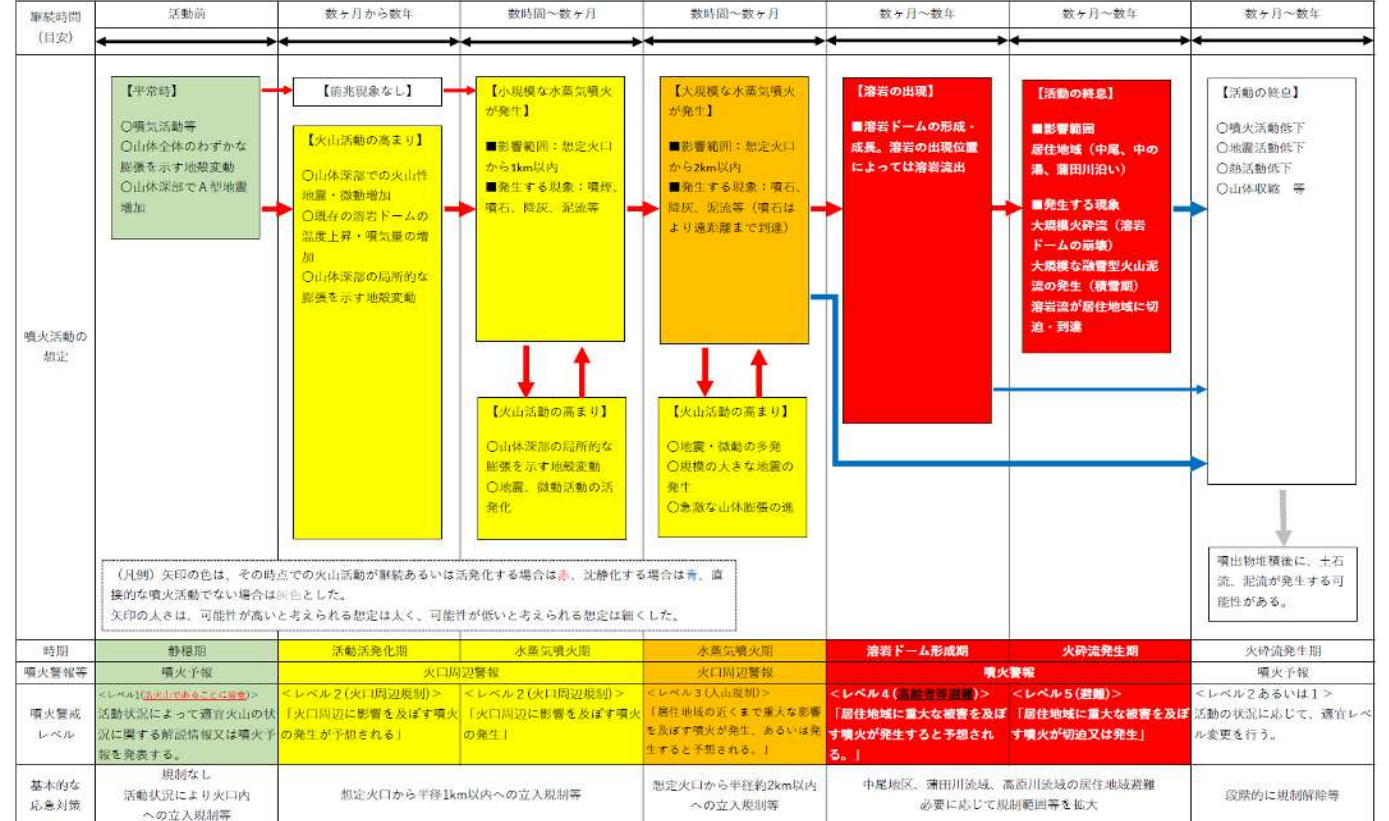 継続時間
(目安)
活動前
数ヶ月から数年
数時間～数ヶ月
数時間～数ヶ月
数ヶ月～数年
数ヶ月～数年
数ヶ月～数年
噴火活動の
想定
【平常時】
〇噴気活動等
〇山体全体のわずかな
膨張を示す地殻変動
〇山体深部でA型地震
増加
【前兆現象なし】
【火山活動の高まり】
〇山体深部での火山性
地震・微動増加
〇既存の溶岩ドームの
温度上昇・噴気量の増
加
〇山体深部の局所的な
膨張を示す地殻変動
【小規模な水蒸気噴火
が発生】
■影響範囲：想定火口
から1km以内
■発生する現象：噴煙、
噴石、降灰、泥流等
【火山活動の高まり】
〇山体深部の局所的な
膨張を示す地殻変動
〇地震、微動活動の活
発化
【大規模な水蒸気噴火
が発生】
■影響範囲：想定火口
から2km以内
■発生する現象：噴石、
降灰、泥流等（噴石は
より遠距離まで到達）
【火山活動の高まり】
〇地震・微動の多発
〇規模の大きな地震の
発生
〇急激な山体膨張の進
【溶岩の出現】
■溶岩ドームの形成・
成長。溶岩の出現位置
によっては溶岩流出
【活動の終息】
■影響範囲
居住地域（中尾、中の
湯、蒲田川沿い）
■発生する現象
大規模火砕流（溶岩
ドームの崩壊）
大規模な融雪型火山泥
流の発生（積雪期）
溶岩流が居住地域に切
迫・到達
【活動の終息】
〇噴火活動低下
〇地震活動低下
〇熱活動低下
〇山体収縮 等
噴出物堆積後に、土石
流、泥流が発生する可
能性がある。
（凡例）矢印の色は、その時点での火山活動が継続あるいは活発化する場合は赤、沈静化する場合は青、直
接的な噴火活動でない場合は灰色とした。
矢印の太さは、可能性が高いと考えられる想定は太く、可能性が低いと考えられる想定は細くした。
時期
静穏期
活動活発化期
水蒸気噴火期
水蒸気噴火期
溶岩ドーム形成期
火砕流発生期
火砕流発生期
噴火警報等
噴火予報
火口周辺警報
火口周辺警報
噴火警報
噴火予報
噴火警戒
レベル
＜レベル1(活火山であることに留意)＞
活動状況によって適宜火山の状
況に関する解説情報又は噴火予
報を発表する。
＜レベル２(火口周辺規制)＞
「火口周辺に影響を及ぼす噴火
の発生が予想される」
＜レベル２(火口周辺規制)＞
「火口周辺に影響を及ぼす噴火
の発生」
＜レベル３(入山規制)＞
「居住地域の近くまで重大な影響
を及ぼす噴火が発生、あるいは発
生すると予想される。」
＜レベル４(高齢者等避難)＞
「居住地域に重大な被害を及ぼ
す噴火が発生すると予想され
る。」
＜レベル５(避難)＞
「居住地域に重大な被害を及ぼ
す噴火が切迫又は発生」
＜レベル２あるいは１＞
活動の状況に応じて、適宜レベ
ル変更を行う。
基本的な
応急対策
規制なし
活動状況により火口内
への立入規制等
想定火口から半径1km以内への立入規制等
想定火口から半径約2km以内
への立入規制等
中尾地区、蒲田川流域、高原川流域の居住地域避難
必要に応じて規制範囲等を拡大
段階的に規制解除等